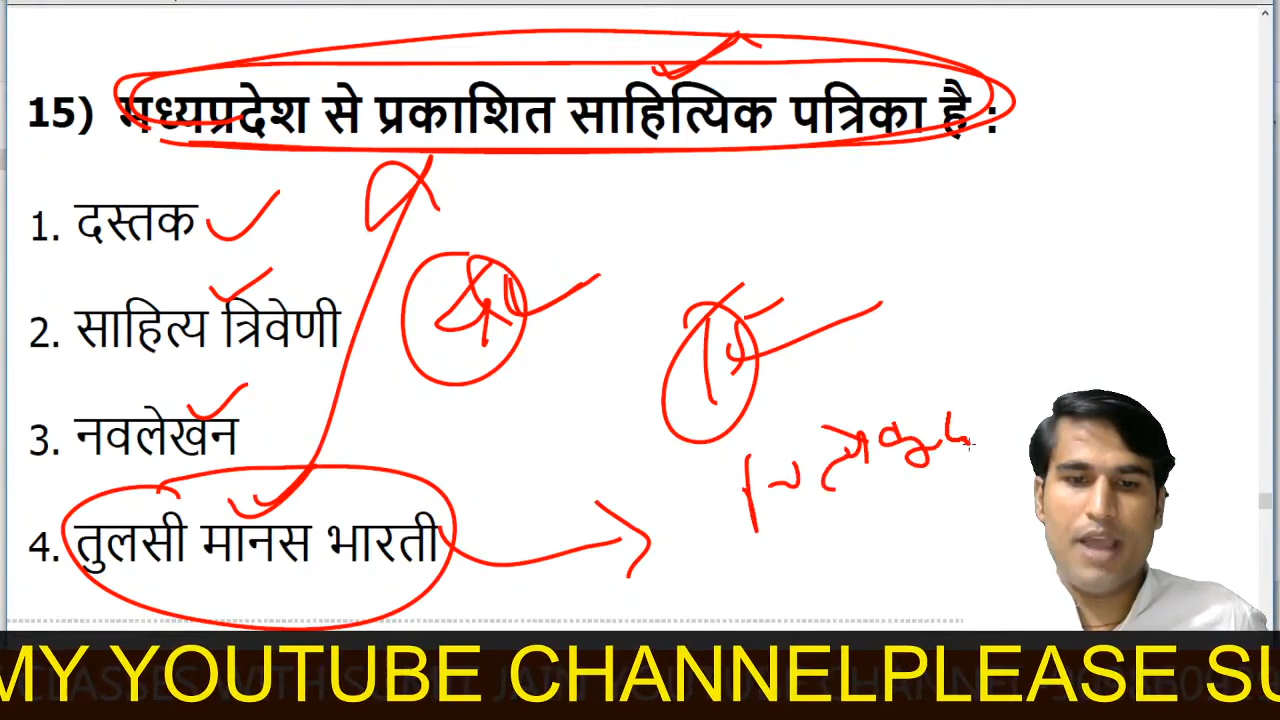 15) मध्यप्रदेश से प्रकाशित साहित्यिक पत्रिका है :
1. दस्तक
2. साहित्य त्रिवेणी
3. नवलेखन
4. तुलसी मानस भारती
MY YOUTUBE CHANNELPLEASE SU